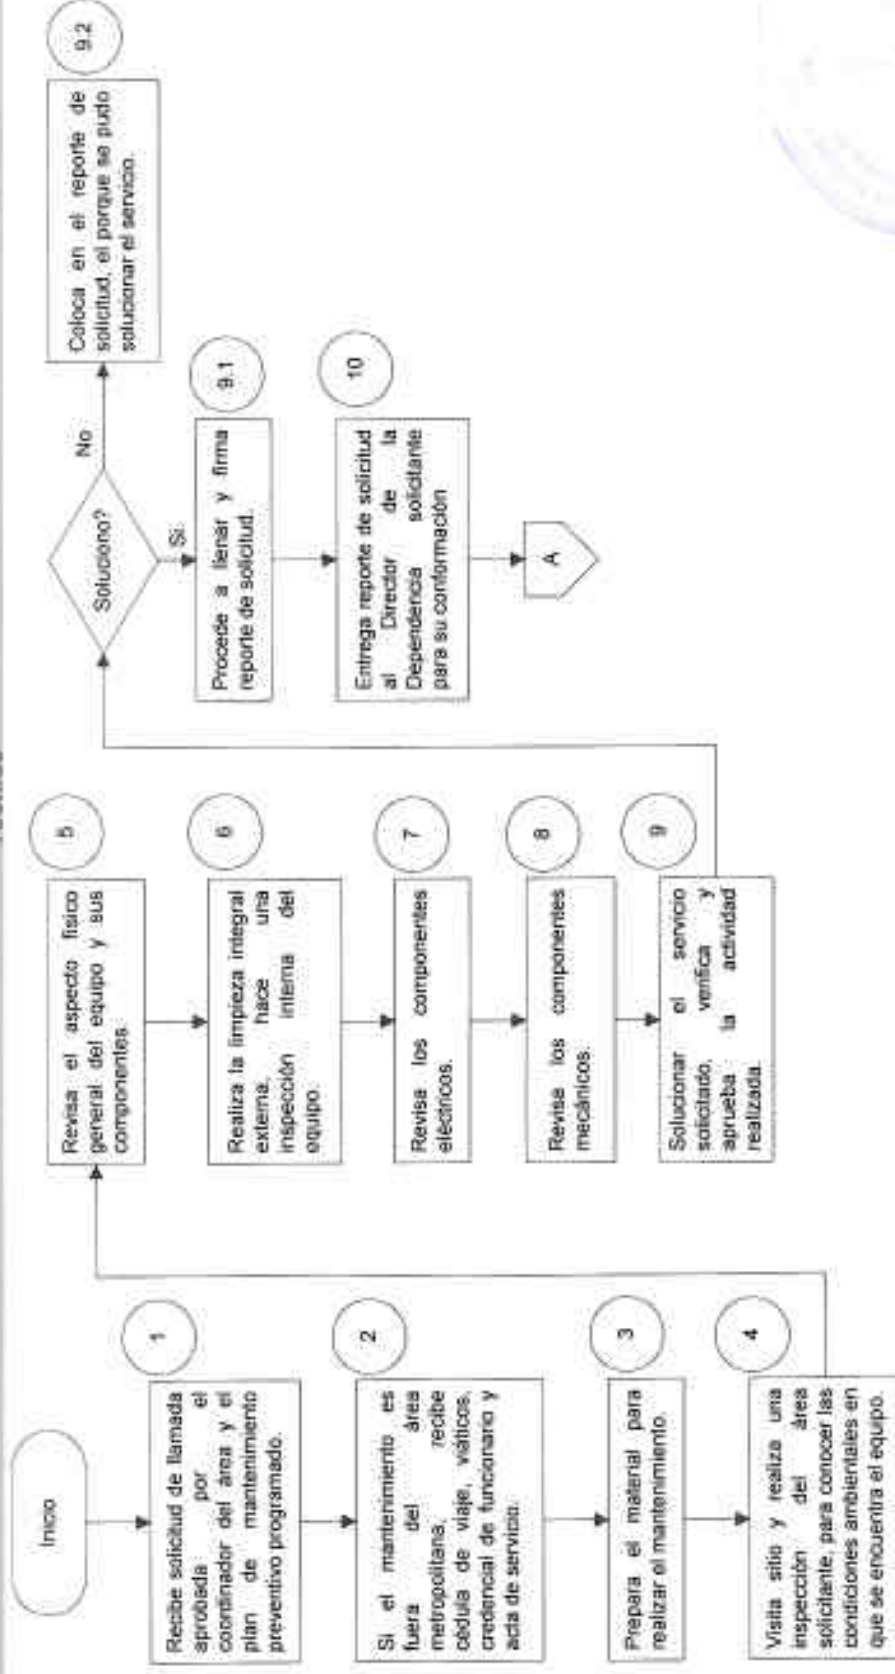 Inicio
Recibe solicitud de llamada
aprobada por el
coordinador del área y el
plan de mantenimiento
preventivo programado.
1
Si el mantenimiento es
fuera del área
metropolitana, recibe
cédula de viaje, viáticos,
credencial de funcionario y
acta de servicio.
2
Prepara el material para
realizar el mantenimiento.
3
Visita sitio y realiza una
inspección del área
solicitante, para conocer las
condiciones ambientales en
que se encuentra el equipo.
4
Revisa el aspecto físico
general del equipo y sus
componentes.
5
Realiza la limpieza integral
externa, hace una
inspección interna del
equipo.
6
Revisa los componentes
eléctricos.
7
Revisa los componentes
mecánicos.
8
Solucionar el servicio
solicitado, verifica y
aprueba la actividad
realizada.
9
Soluciono?
No
Si
Coloca en el reporte de
solicitud, el porque se pudo
solucionar el servicio.
9.2
Procede a llenar y firma
reporte de solicitud.
9.1
Entrega reporte de solicitud
al Director de la
Dependencia solicitante
para su conformación
10
A